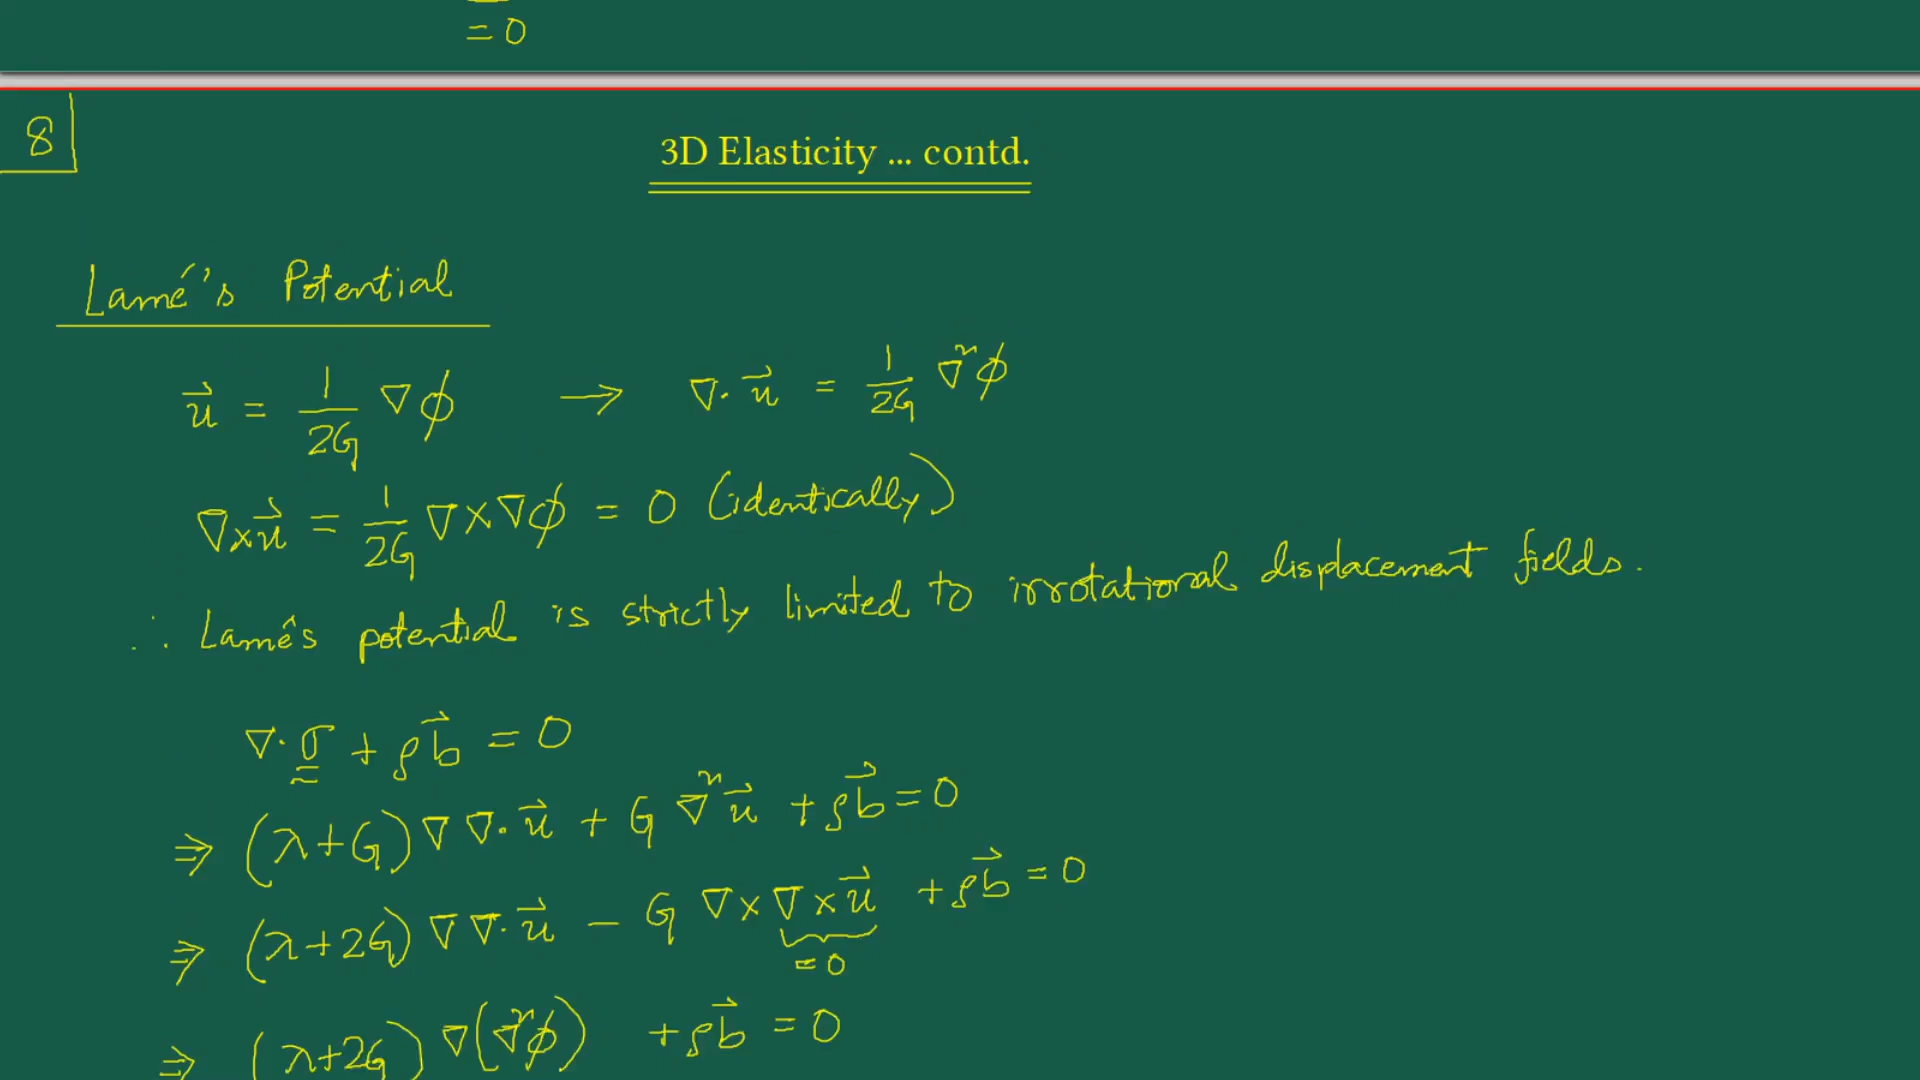 = 0
8
3D Elasticity ... contd.
Lamé's Potential
u⃗ = 1/2G ∇ϕ → ∇·u⃗ = 1/2G ∇²ϕ
∇×u⃗ = 1/2G ∇×∇ϕ = 0 (identically)
∴ Lamé's potential is strictly limited to irrotational displacement fields.
∇·σ + ρb⃗ = 0
⇒ (λ+G)∇∇·u⃗ + G∇²u⃗ + ρb⃗ = 0
⇒ (λ+2G)∇∇·u⃗ − G∇×∇×u⃗ + ρb⃗ = 0
= 0
⇒ (λ+2G)∇(∇²ϕ) + ρb⃗ = 0